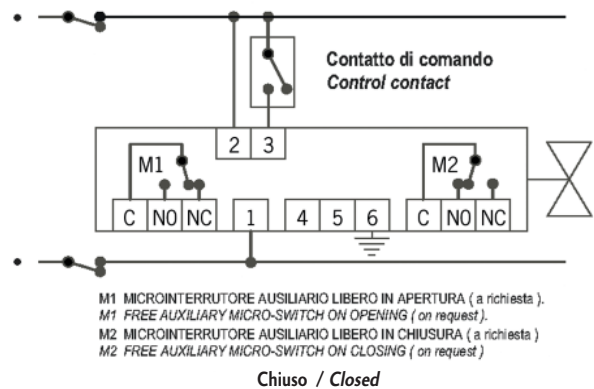 Contatto di comando
Control contact
2 3
M1
M2
C NO NC 1 4 5 6 C NO NC
M1 MICROINTERRUTORE AUSILIARIO LIBERO IN APERTURA ( a richiesta ).
M1 FREE AUXILIARY MICRO-SWITCH ON OPENING ( on request ).
M2 MICROINTERRUTORE AUSILIARIO LIBERO IN CHIUSURA ( a richiesta )
M2 FREE AUXILIARY MICRO-SWITCH ON CLOSING ( on request )
Chiuso / Closed